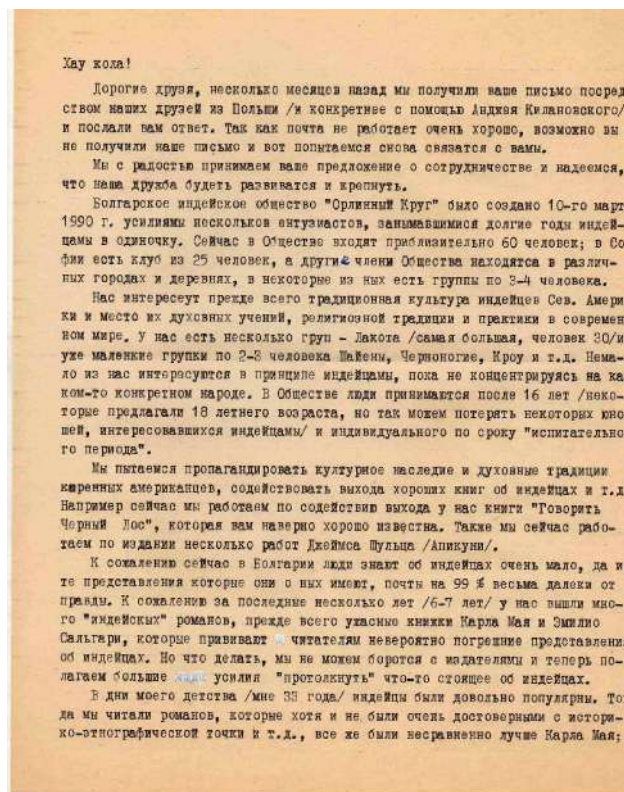 Хау кола!
Дорогие друзя, несколько месяцев назад мы получили ваше письмо посред
ством наших друзей из Польши /и конкретнее с помощью Анджея Килановского/
и послали вам ответ. Так как почта не работает очень хорошо, возможно вы
не получили наше письмо и вот попытаемся снова связатся с вамы.
Мы с радостью принимаем ваше предложение о сотрудничестве и надеемся,
что наша дружба будеть развиватся и крепнуть.
Болгарское индейское общество "Орлинный Круг" было создано 10-го март
1990 г. усилиямы нескольков ентузиастов, занымавшимися долгие годы индей-
цамы в одиночку. Сейчас в Общество входят приблизительно 60 человек; в Со
фии есть клуб из 25 человек, а другие члени Общества находятса в различ-
ных городах и деревнях, в некоторые из ных есть группы по 3-4 человека.
Нас интересеут прежде всего традиционная культура индейцев Сев. Амери
ки и место их духовных учений, религиозной традиции и практики в современ
ном мире. У нас есть несколько груп - Лакота /самая большая, человек 30/и
уже маленкие групки по 2-3 человека Шайены, Черноногие, Кроу и т.д. Нема-
ло из нас интересуются в принципе индейцамы, пока не концентрируясь на ка
ком-то конкретном народе. В Обществе люди принимаются после 16 лет /неко-
торые предлагали 18 летнего возраста, но так можем потерять некоторых юно
шей, интересовавшихся индейцамы/ и индивидуального по сроку "испитательно
го периода".
Мы пытаемся пропагандировать културное наследие и духовные традиции
каренных американцев, содействовать выхода хороших книг об индейцах и т.д
Например сейчас мы работаем по содействию выхода у нас книги "Говорить
Черный Лос", которая вам наверно хорошо известна. Также мы сейчас рабо-
таем по издании несколько работ Джеймса Шульца /Апикуни/.
К сожалению сейчас в Болгарии люди знают об индейцах очень мало, да и
те представления которые они о ных имеют, почты на 99 % весьма далеки от
правды. К сожалению за последные несколько лет /6-7 лет/ у нас вышли мно-
го "индейскых" романов, прежде всего ужасные книжки Карла Мая и Эмилио
Сальгари, которые прививают читателям невероятно погрешние представлени
об индейцах. Но что делать, мы не можем боротся с издателями и теперь по-
лагаем большие усилия "протолкнуть" что-то стоящее об индейцах.
В дни моего детства /мне 33 года/ индейцы были довольно популярны. То
да мы читали романов, которые хотя и не были очень достоверными с истори-
ко-этнографической точки и т.д., все же были несравненно лучше Карла Мая;